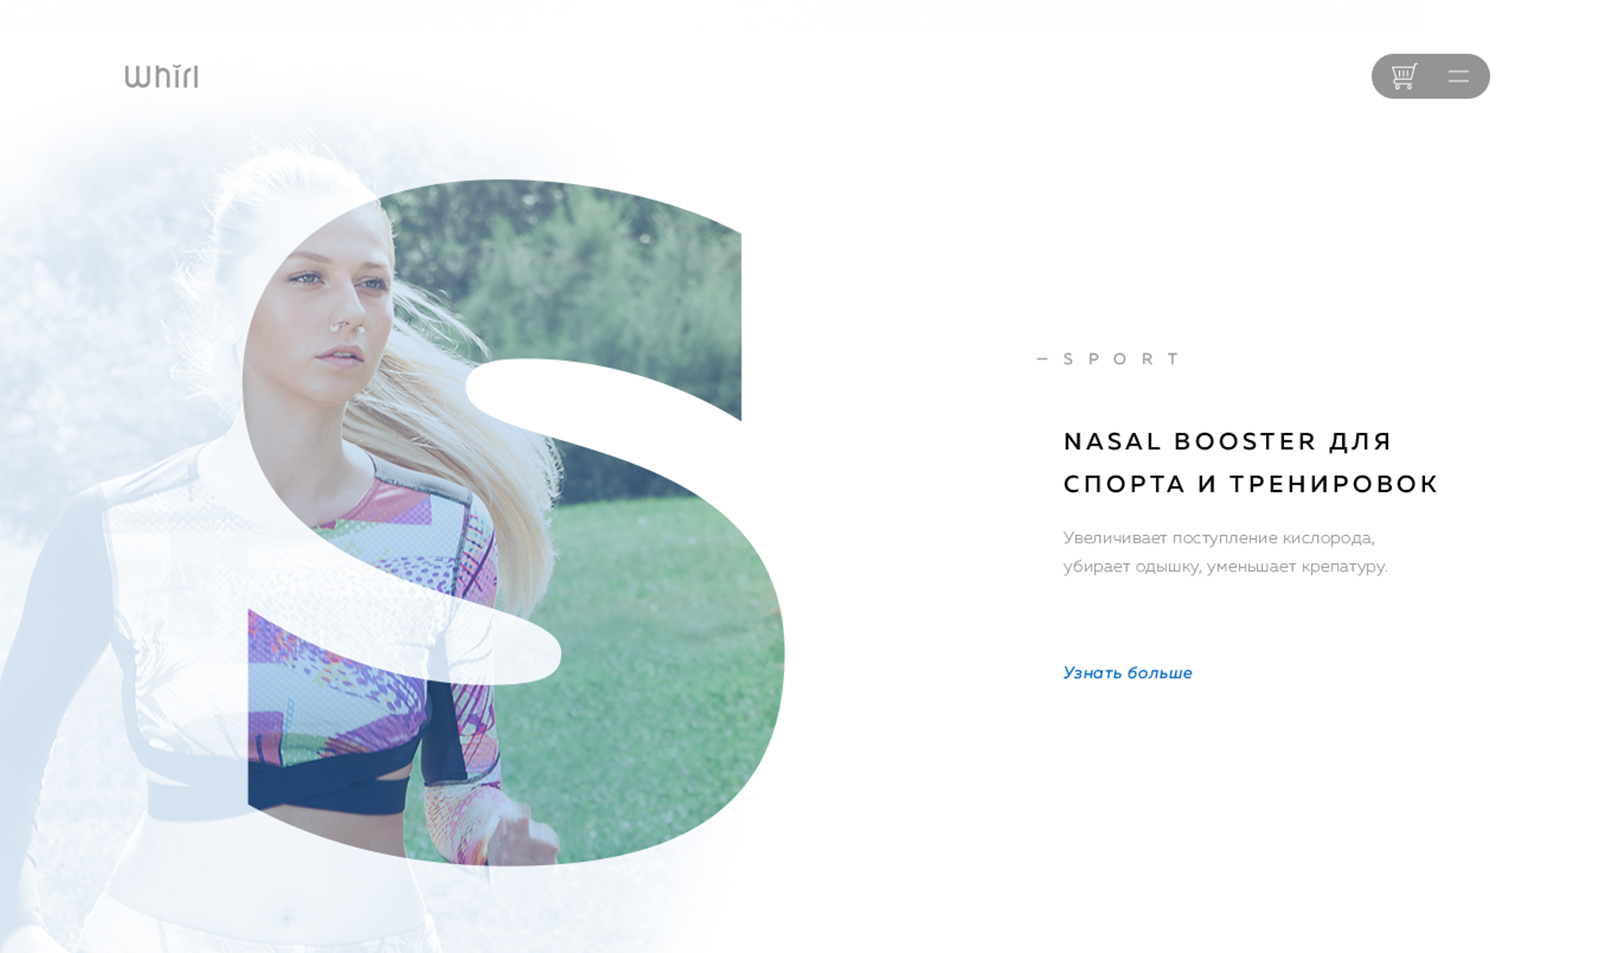 Whirl
S
— SPORT
NASAL BOOSTER ДЛЯ
СПОРТА И ТРЕНИРОВОК
Увеличивает поступление кислорода,
убирает одышку, уменьшает крепатуру.
Узнать больше